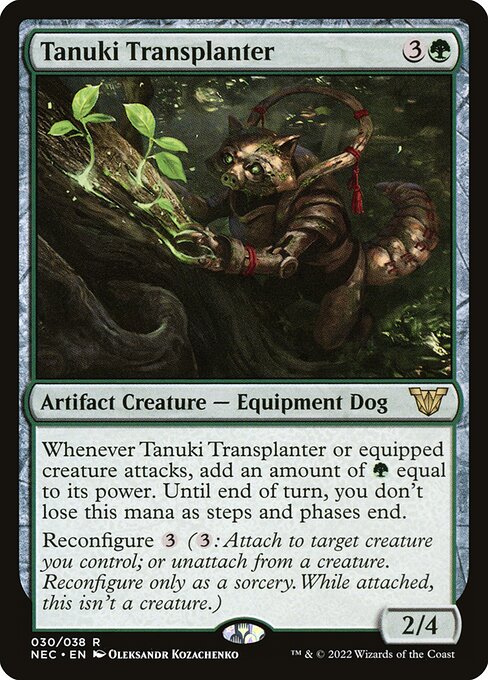 Tanuki Transplanter 3
Artifact Creature — Equipment Dog
Whenever Tanuki Transplanter or equipped
creature attacks, add an amount of equal
to its power. Until end of turn, you don't
lose this mana as steps and phases end.
Reconfigure 3 (3: Attach to target creature
you control; or unattach from a creature.
Reconfigure only as a sorcery. While attached,
this isn't a creature.)
2/4
030/038 R
NEC • EN Oleksandr Kozachenko
™ & © 2022 Wizards of the Coast